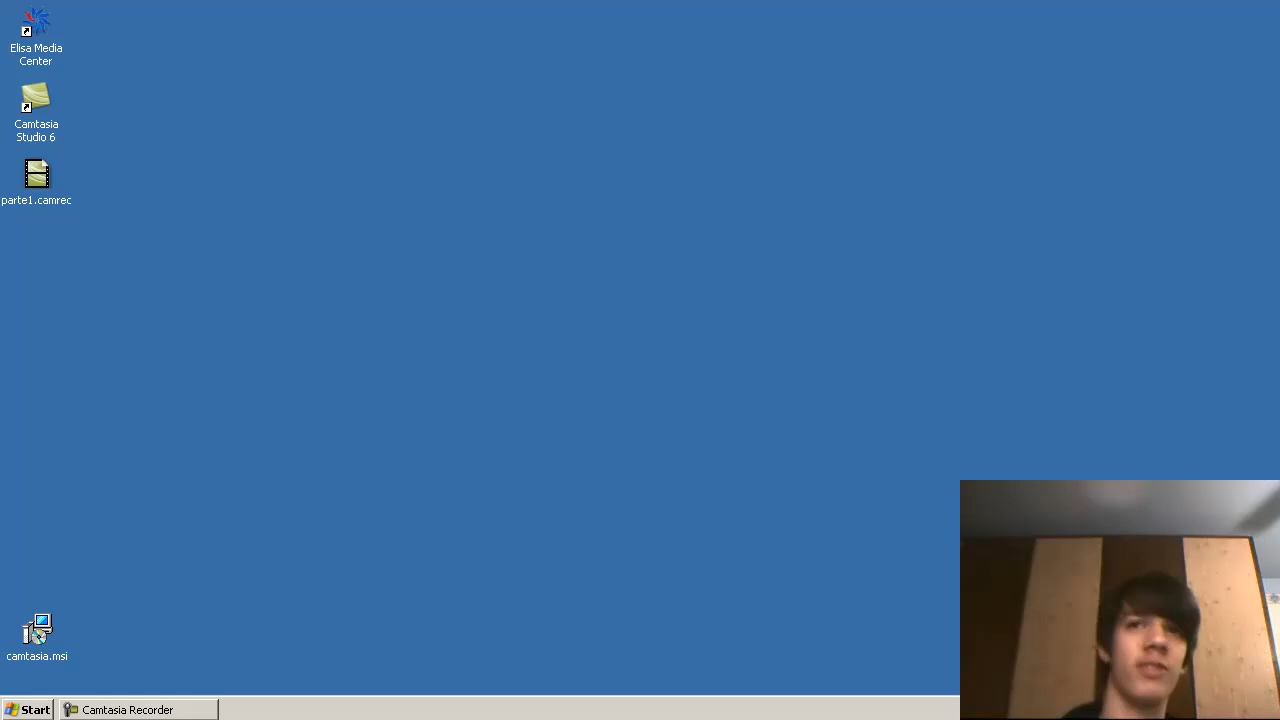 Elisa Media
Center
Camtasia
Studio 6
parte1.camrec
camtasia.msi
Start
Camtasia Recorder